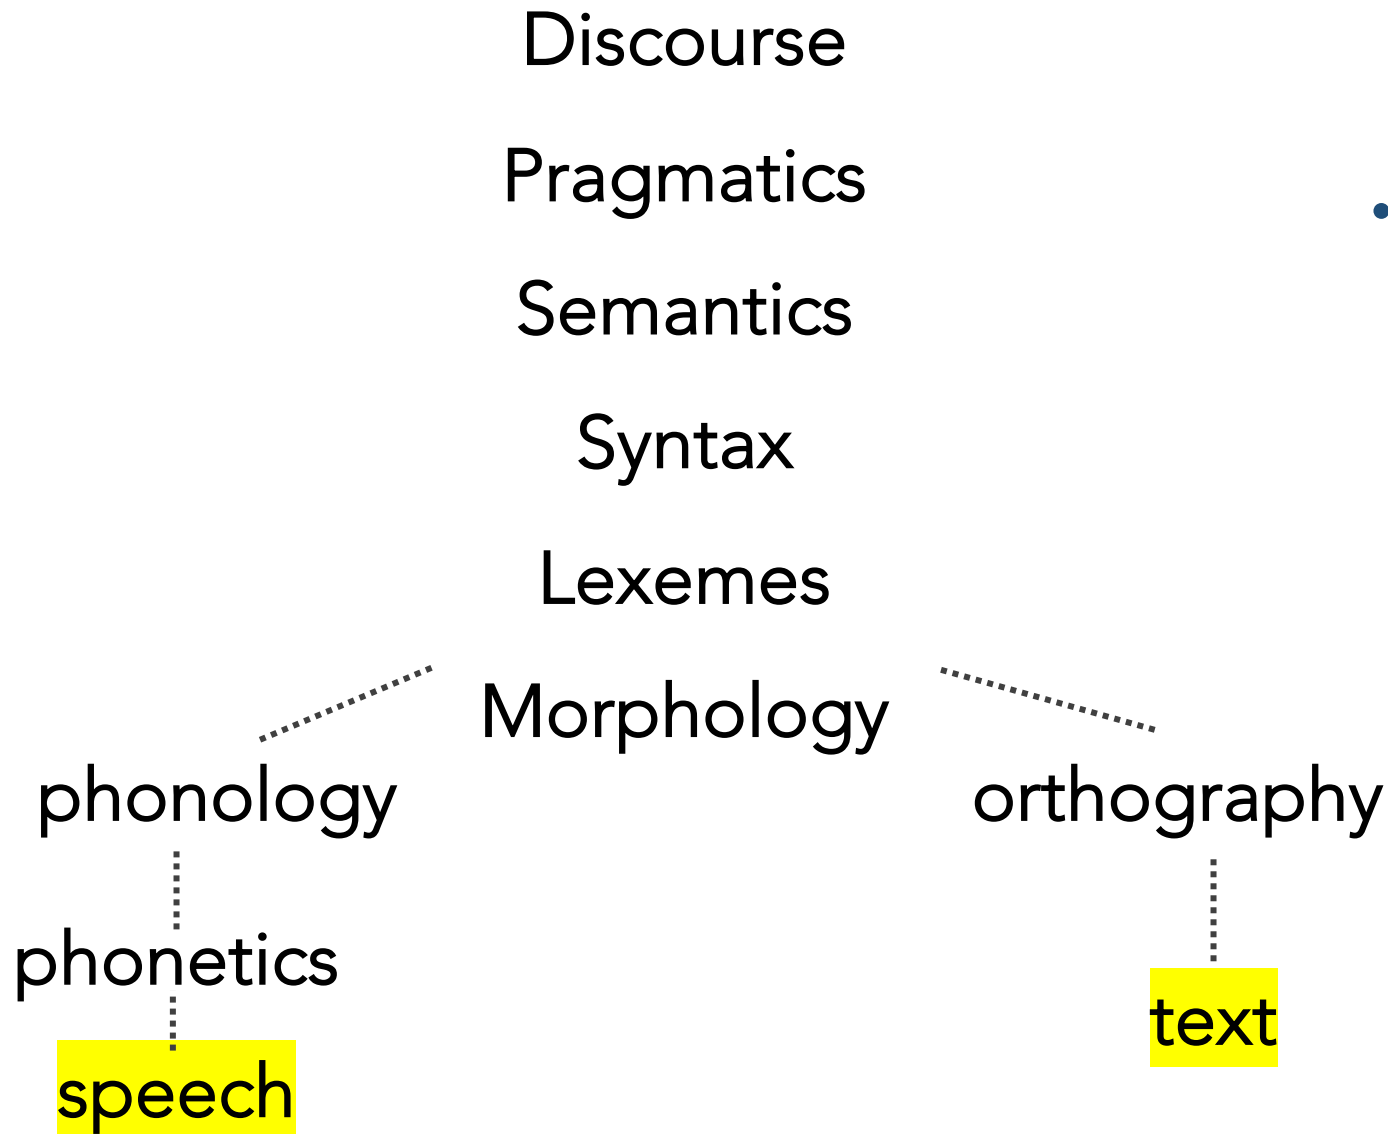 Discourse
Pragmatics
Semantics
Syntax
Lexemes
Morphology
phonology
orthography
phonetics
text
speech